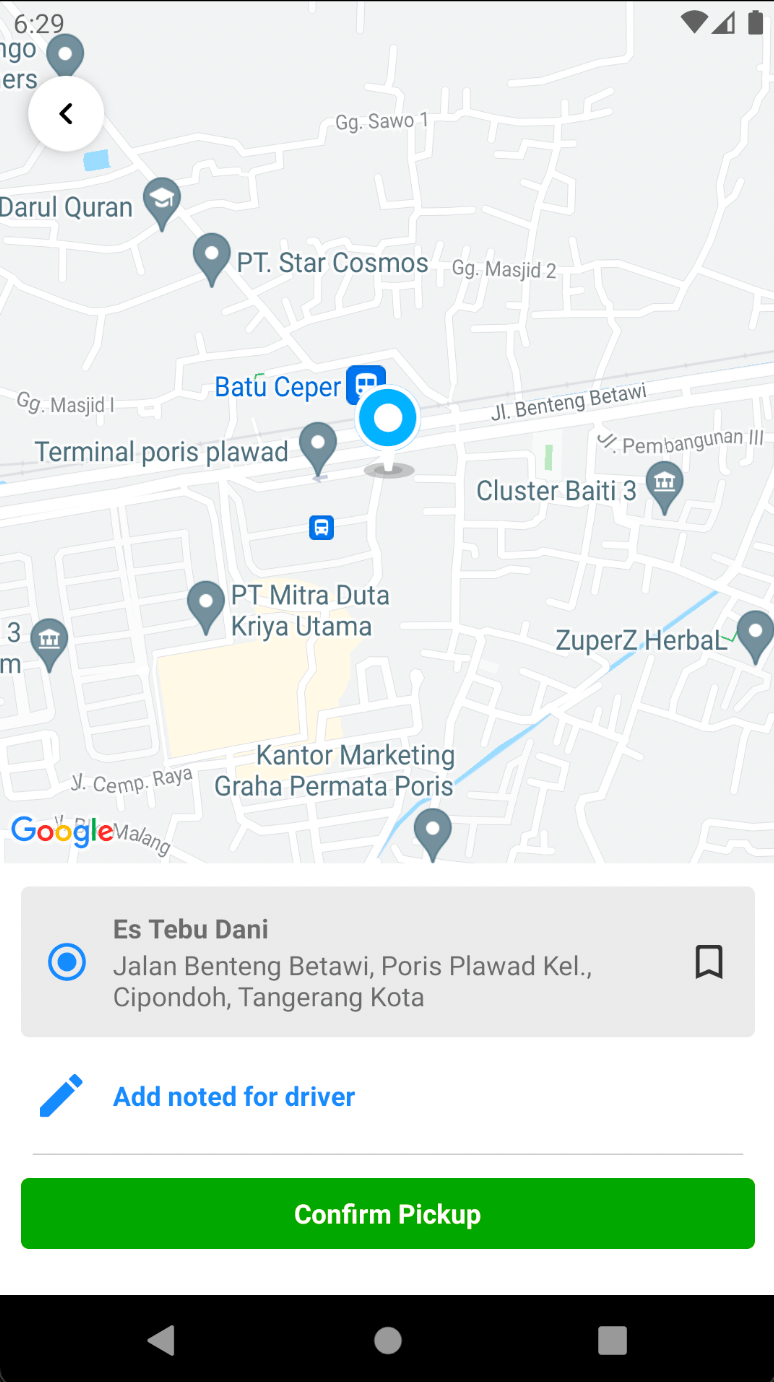 6:29
ngo
ers
Gg. Sawo 1
Darul Quran
PT. Star Cosmos
Gg. Masjid 2
Batu Ceper
Gg. Masjid I
Jl. Benteng Betawi
Terminal poris plawad
Jl. Pembangunan III
Cluster Baiti 3
PT Mitra Duta
Kriya Utama
3
m
ZuperZ HerbaL
Kantor Marketing
Graha Permata Poris
Jl. Cemp. Raya
Malang
Google
Es Tebu Dani
Jalan Benteng Betawi, Poris Plawad Kel.,
Cipondoh, Tangerang Kota
Add noted for driver
Confirm Pickup